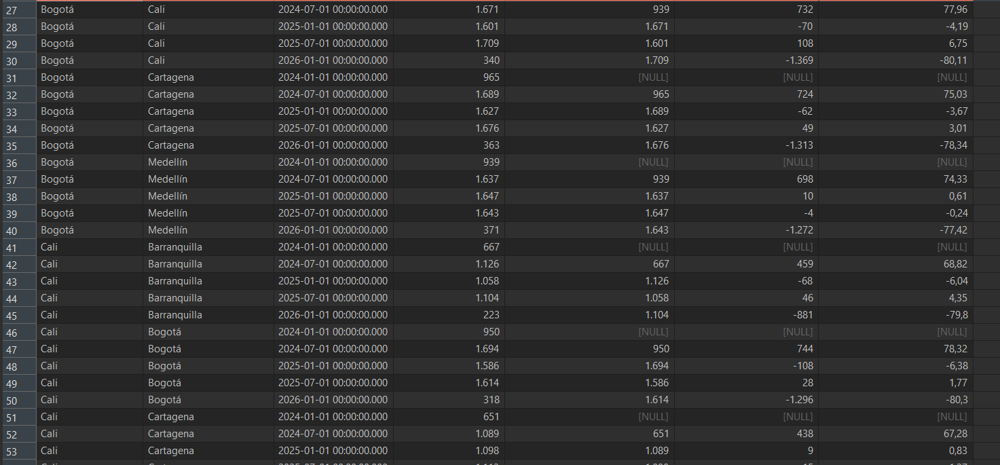 27 Bogotá Cali 2024-07-01 00:00:00.000 1.671 939 732 77,96
28 Bogotá Cali 2025-01-01 00:00:00.000 1.601 1.671 -70 -4,19
29 Bogotá Cali 2025-07-01 00:00:00.000 1.709 1.601 108 6,75
30 Bogotá Cali 2026-01-01 00:00:00.000 340 1.709 -1.369 -80,11
31 Bogotá Cartagena 2024-01-01 00:00:00.000 965 [NULL] [NULL] [NULL]
32 Bogotá Cartagena 2024-07-01 00:00:00.000 1.689 965 724 75,03
33 Bogotá Cartagena 2025-01-01 00:00:00.000 1.627 1.689 -62 -3,67
34 Bogotá Cartagena 2025-07-01 00:00:00.000 1.676 1.627 49 3,01
35 Bogotá Cartagena 2026-01-01 00:00:00.000 363 1.676 -1.313 -78,34
36 Bogotá Medellín 2024-01-01 00:00:00.000 939 [NULL] [NULL] [NULL]
37 Bogotá Medellín 2024-07-01 00:00:00.000 1.637 939 698 74,33
38 Bogotá Medellín 2025-01-01 00:00:00.000 1.647 1.637 10 0,61
39 Bogotá Medellín 2025-07-01 00:00:00.000 1.643 1.647 -4 -0,24
40 Bogotá Medellín 2026-01-01 00:00:00.000 371 1.643 -1.272 -77,42
41 Cali Barranquilla 2024-01-01 00:00:00.000 667 [NULL] [NULL] [NULL]
42 Cali Barranquilla 2024-07-01 00:00:00.000 1.126 667 459 68,82
43 Cali Barranquilla 2025-01-01 00:00:00.000 1.058 1.126 -68 -6,04
44 Cali Barranquilla 2025-07-01 00:00:00.000 1.104 1.058 46 4,35
45 Cali Barranquilla 2026-01-01 00:00:00.000 223 1.104 -881 -79,8
46 Cali Bogotá 2024-01-01 00:00:00.000 950 [NULL] [NULL] [NULL]
47 Cali Bogotá 2024-07-01 00:00:00.000 1.694 950 744 78,32
48 Cali Bogotá 2025-01-01 00:00:00.000 1.586 1.694 -108 -6,38
49 Cali Bogotá 2025-07-01 00:00:00.000 1.614 1.586 28 1,77
50 Cali Bogotá 2026-01-01 00:00:00.000 318 1.614 -1.296 -80,3
51 Cali Cartagena 2024-01-01 00:00:00.000 651 [NULL] [NULL] [NULL]
52 Cali Cartagena 2024-07-01 00:00:00.000 1.089 651 438 67,28
53 Cali Cartagena 2025-01-01 00:00:00.000 1.098 1.089 9 0,83